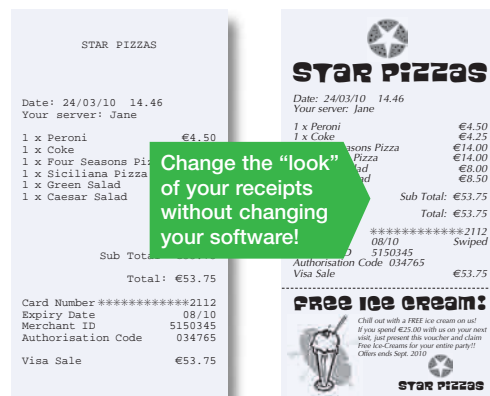 STAR PIZZAS
Date: 24/03/10 14.46
Your server: Jane
1 x Peroni €4.50
1 x Coke
1 x Four Seasons
1 x Siciliana Pizza
1 x Green Salad
1 x Caesar Salad
Sub
Total: €53.75
Card Number ************2112
Expiry Date 08/10
Merchant ID 5150345
Authorisation Code 034765
Visa Sale €53.75
Change the “look”
of your receipts
without changing
your software!
STAR PIZZAS
Date: 24/03/10 14.46
Your server: Jane
1 x Peroni €4.50
1 x Coke €4.25
Pizza €14.00
Pizza €14.00
€8.00
€8.50
Sub Total: €53.75
Total: €53.75
************2112
08/10 Swiped
5150345
Authorisation Code 034765
Visa Sale €53.75
FREE ICE CREAM!
Chill out with a FREE ice cream on us!
If you spend €25.00 with us on your next
visit, just present this voucher and claim
Free Ice-Creams for your entire party!!
Offers ends Sept. 2010
STAR PIZZAS